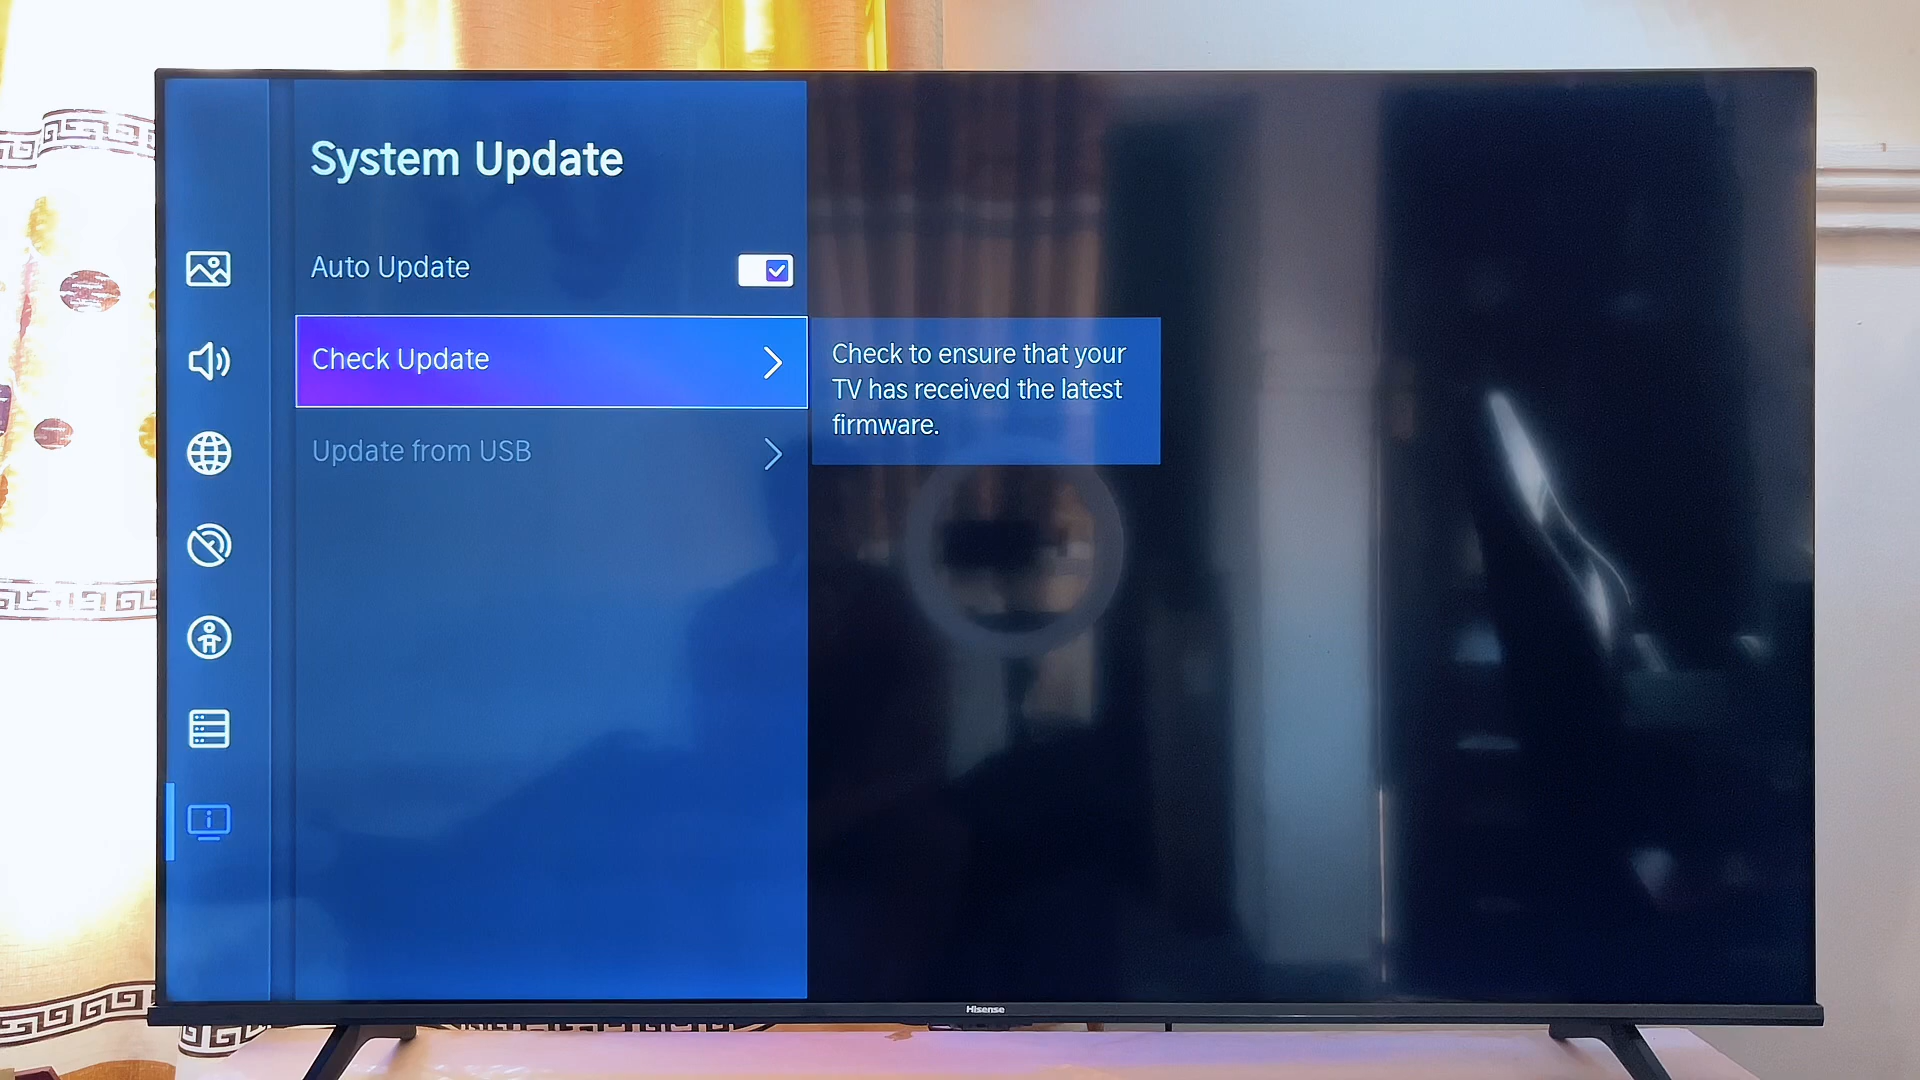 System Update
Auto Update
Check Update
Check to ensure that your
TV has received the latest
firmware.
Update from USB
Hisense